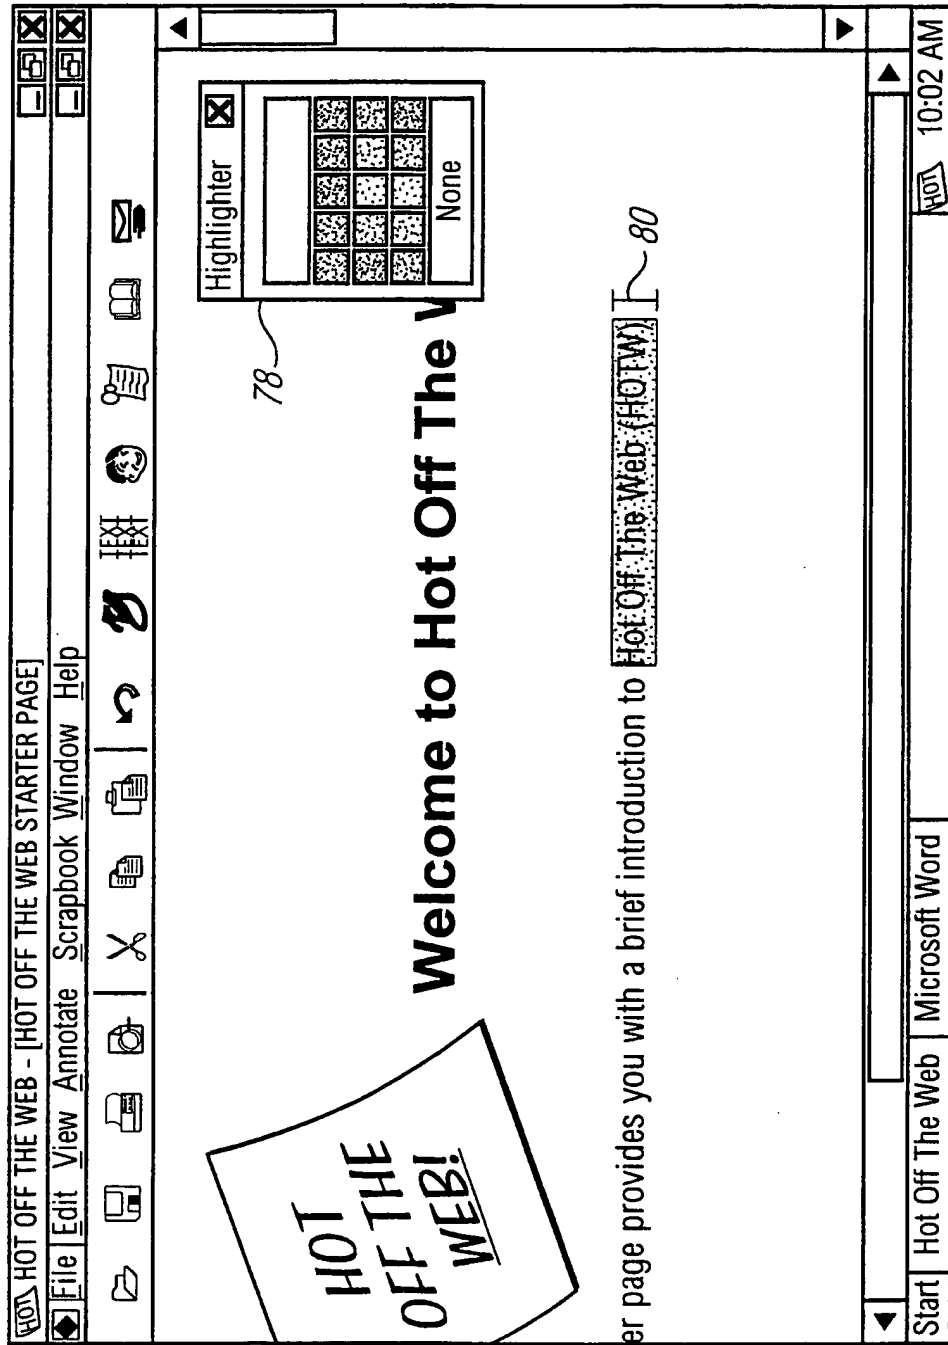 HOT HOT OFF THE WEB - [HOT OFF THE WEB STARTER PAGE]
File Edit View Annotate Scrapbook Window Help
TEXT
Highlighter
None
78
HOT
OFF THE
WEB!
Welcome to Hot Off The
er page provides you with a brief introduction to Hot Off The Web (HOTW)
80
Start Hot Off The Web Microsoft Word HOT 10:02 AM